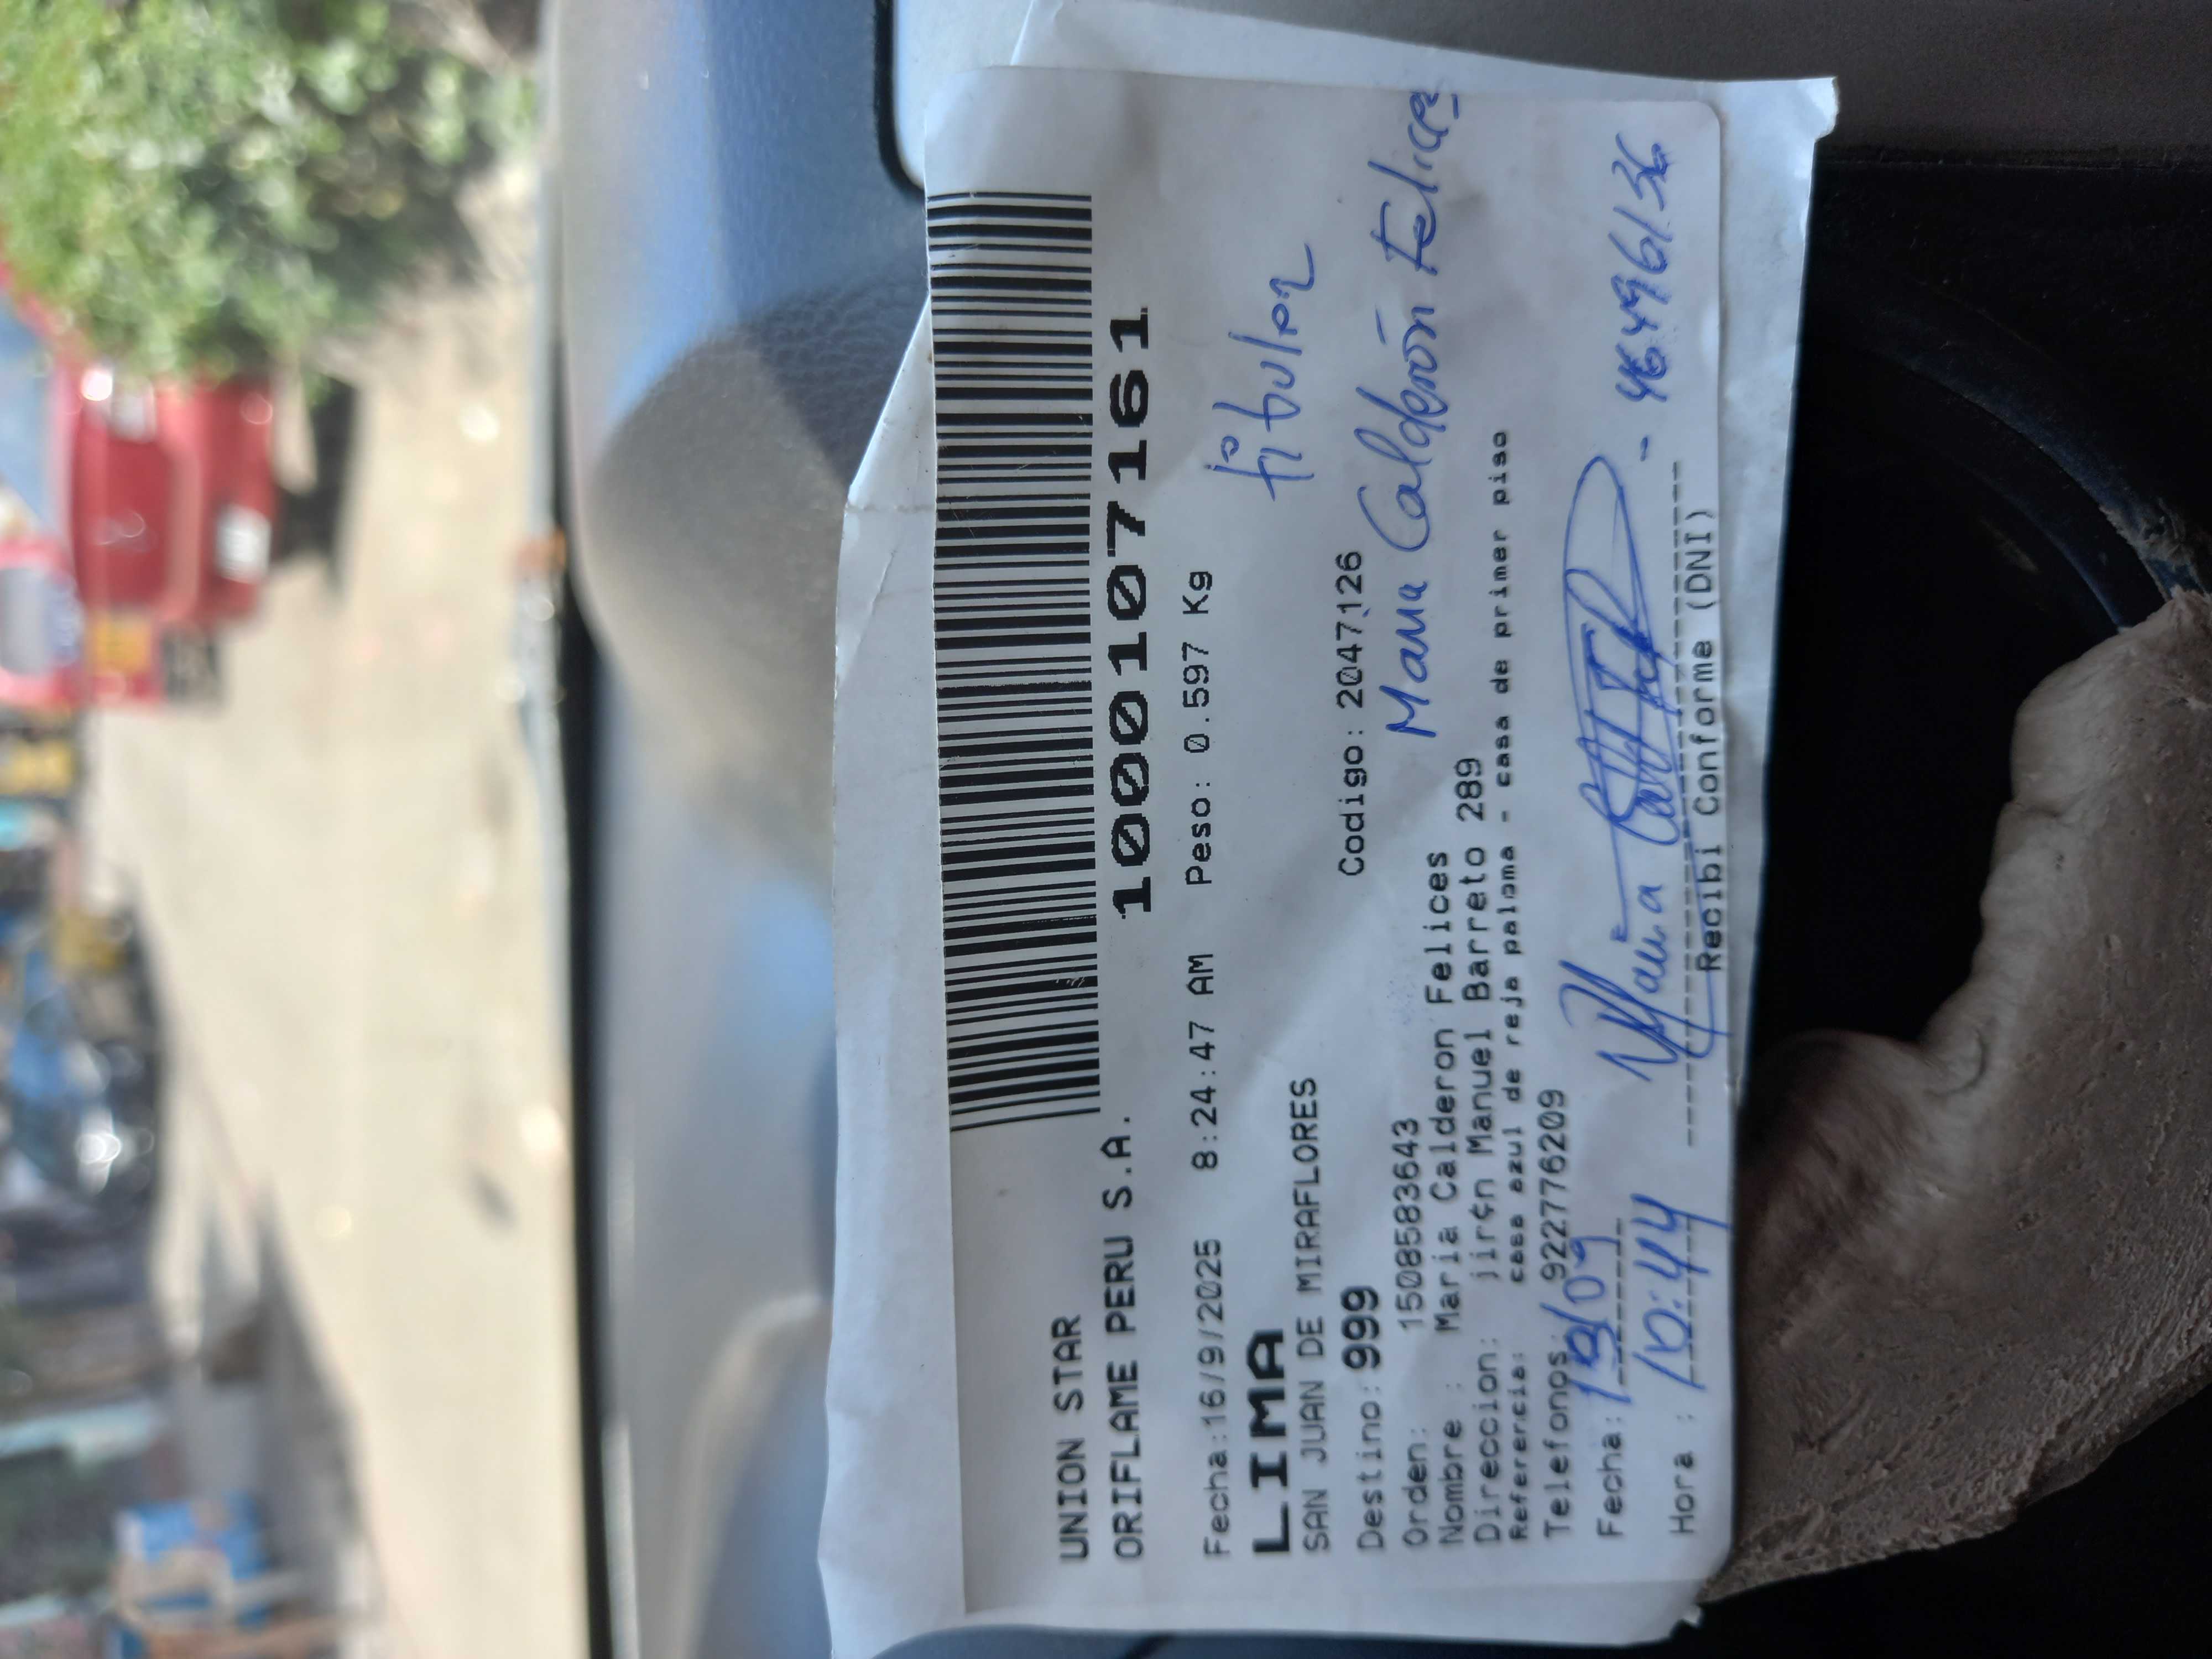 UNION STAR
ORIFLAME PERU S.A.
1000107161
Fecha:16/9/2025 8:24:47 AM Peso: 0.597 Kg
LIMA
titular
SAN JUAN DE MIRAFLORES
Destino: 999 Codigo: 2047126
Orden: 1508583643
Maria Calderón Felices
Nombre : Maria Calderon Felices
Direccion: jir¢n Manuel Barreto 289
Referencia: casa azul de reja paloma - casa de primer piso
Telefonos: 922776209
Fecha: 19/09
Hora : 10:44
Recibi Conforme (DNI)